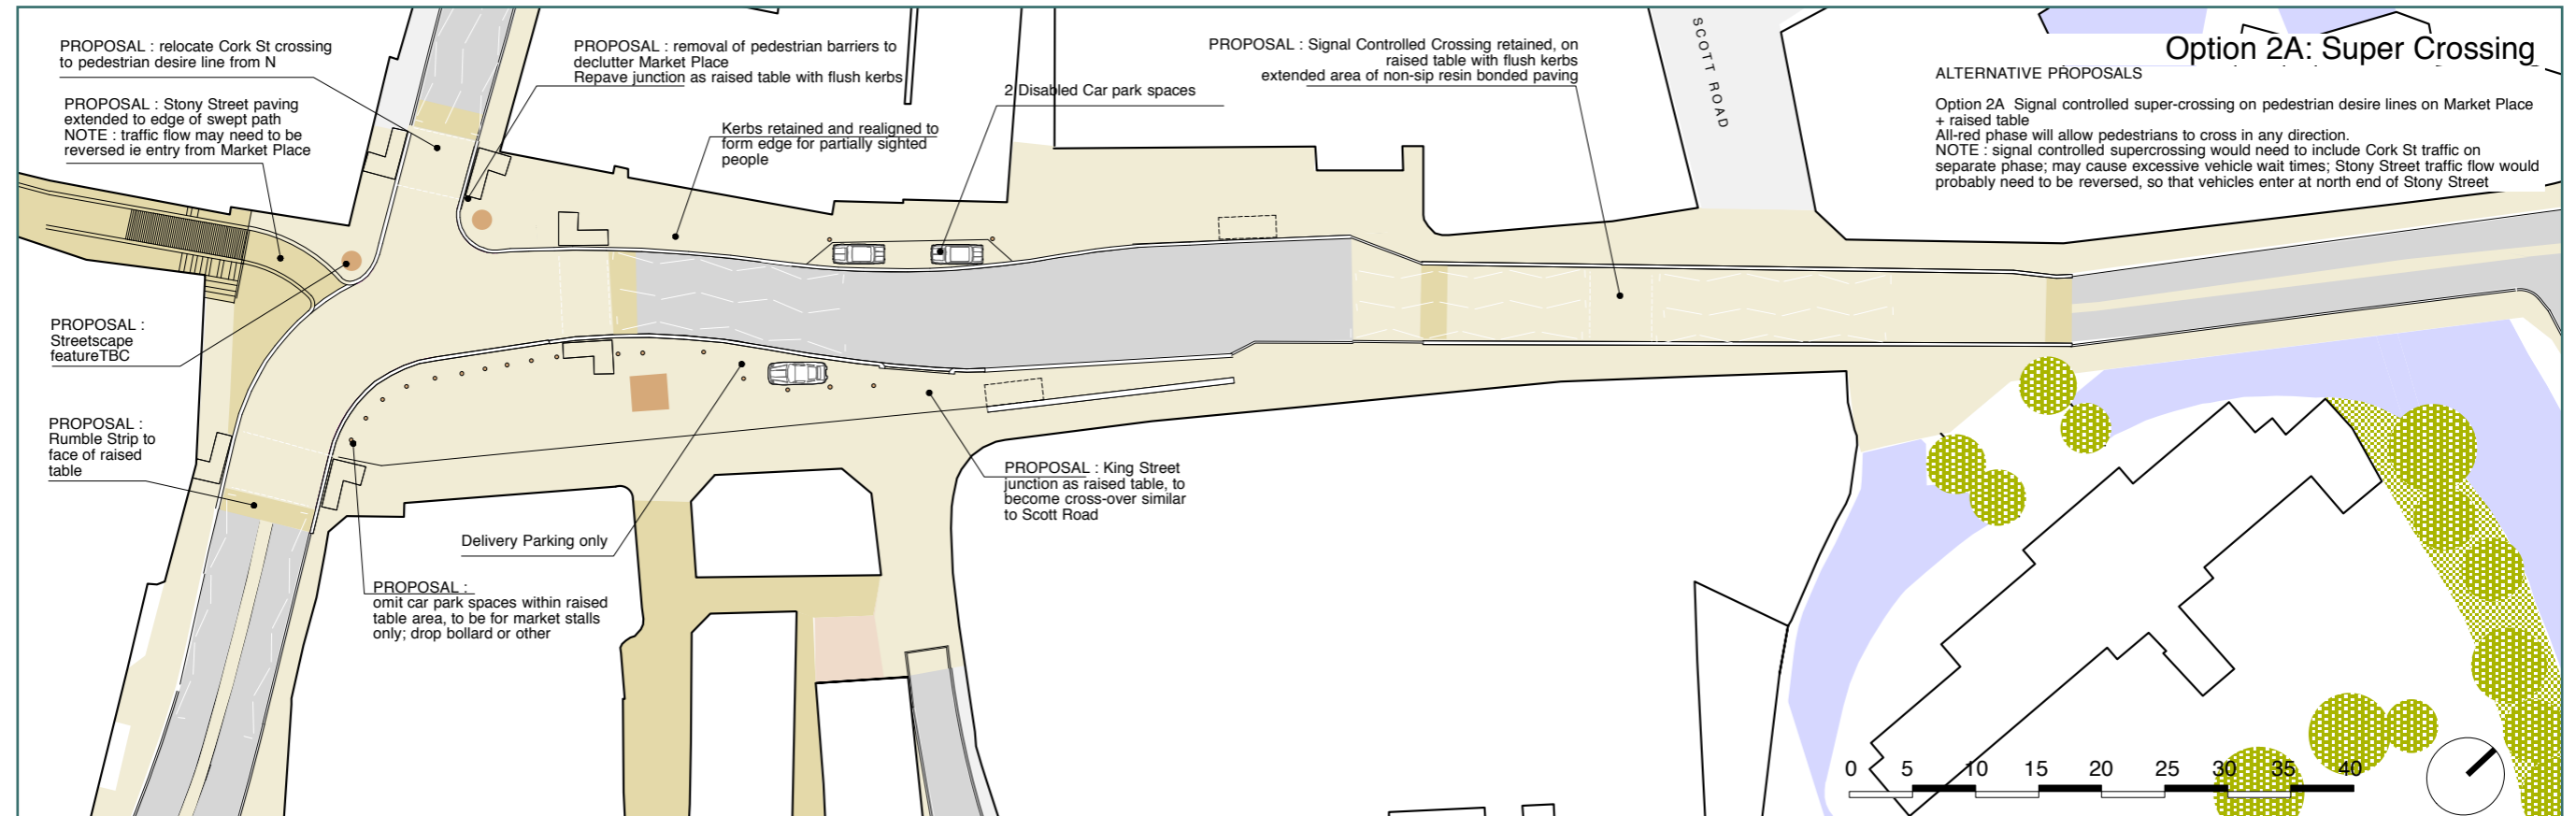 Option 2A: Super Crossing
ALTERNATIVE PROPOSALS
Option 2A Signal controlled super-crossing on pedestrian desire lines on Market Place
+ raised table
All-red phase will allow pedestrians to cross in any direction.
NOTE : signal controlled supercrossing would need to include Cork St traffic on
separate phase; may cause excessive vehicle wait times; Stony Street traffic flow would
probably need to be reversed, so that vehicles enter at north end of Stony Street
PROPOSAL : relocate Cork St crossing
to pedestrian desire line from N
PROPOSAL : Stony Street paving
extended to edge of swept path
NOTE : traffic flow may need to be
reversed ie entry from Market Place
PROPOSAL : removal of pedestrian barriers to
declutter Market Place
Repave junction as raised table with flush kerbs
Kerbs retained and realigned to
form edge for partially sighted
people
2 Disabled Car park spaces
PROPOSAL : Signal Controlled Crossing retained, on
raised table with flush kerbs
extended area of non-sip resin bonded paving
SCOTT ROAD
PROPOSAL :
Streetscape
featureTBC
PROPOSAL :
Rumble Strip to
face of raised
table
Delivery Parking only
PROPOSAL :
omit car park spaces within raised
table area, to be for market stalls
only; drop bollard or other
PROPOSAL : King Street
junction as raised table, to
become cross-over similar
to Scott Road
0 5 10 15 20 25 30 35 40